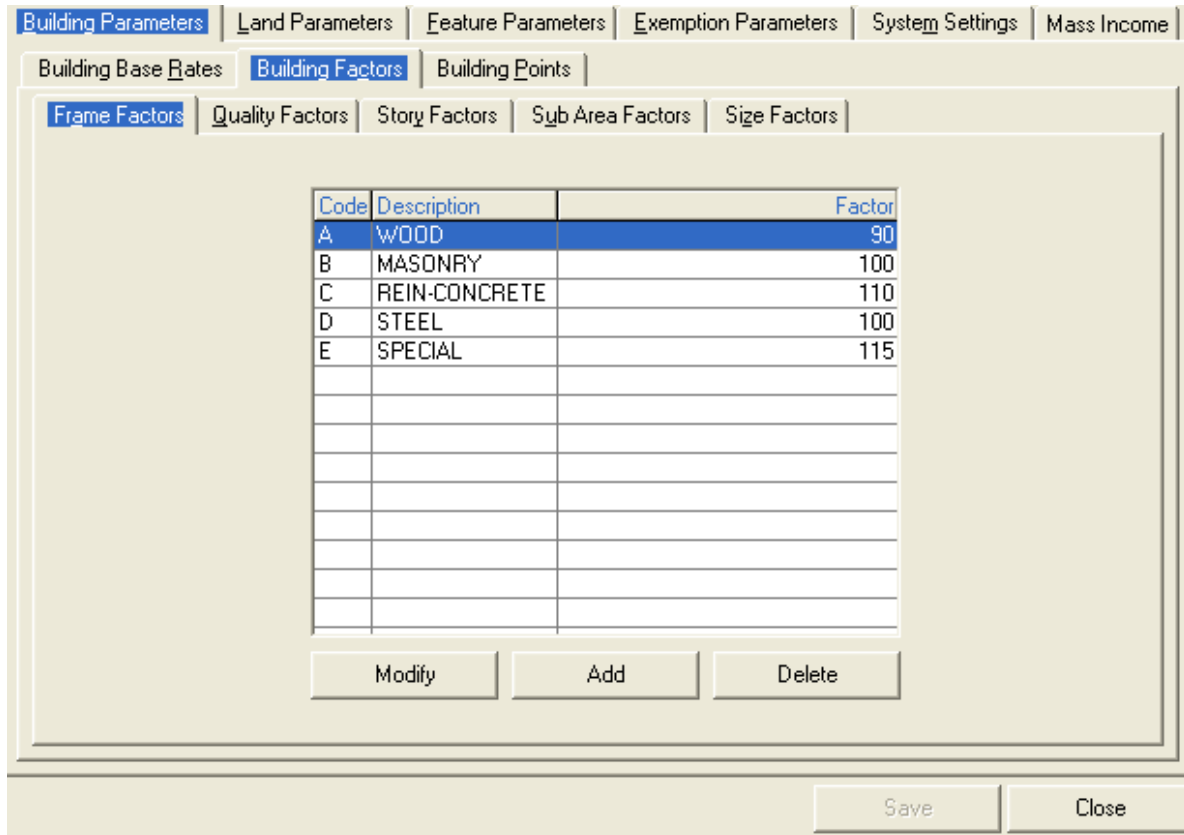 Building Parameters Land Parameters Feature Parameters Exemption Parameters System Settings Mass Income
Building Base Rates Building Factors Building Points
Frame Factors Quality Factors Story Factors Sub Area Factors Size Factors
Code Description Factor
A WOOD 90
B MASONRY 100
C REIN-CONCRETE 110
D STEEL 100
E SPECIAL 115
Modify Add Delete
Save Close